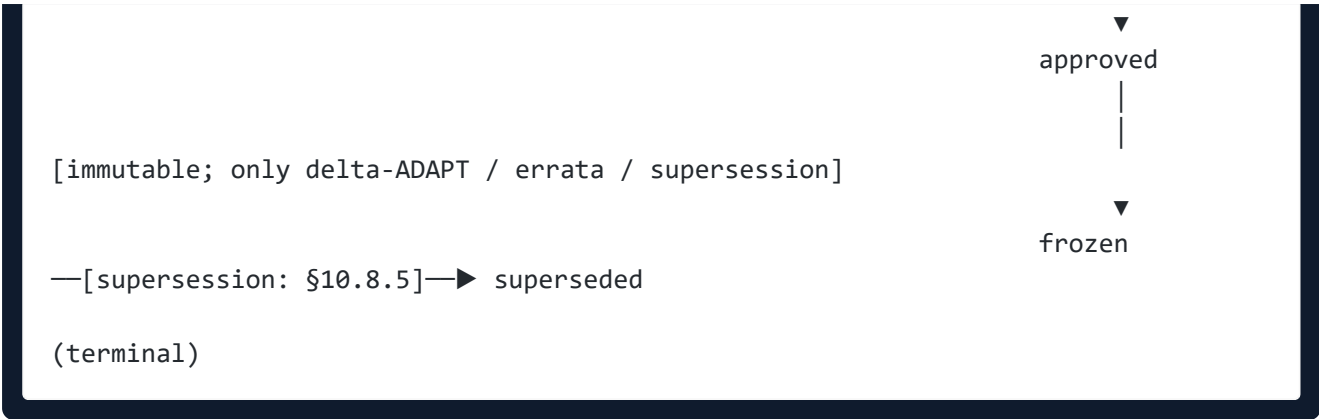 ▼
approved
│
│
[immutable; only delta-ADAPT / errata / supersession]
▼
frozen
──[supersession: §10.8.5]──▶ superseded
(terminal)